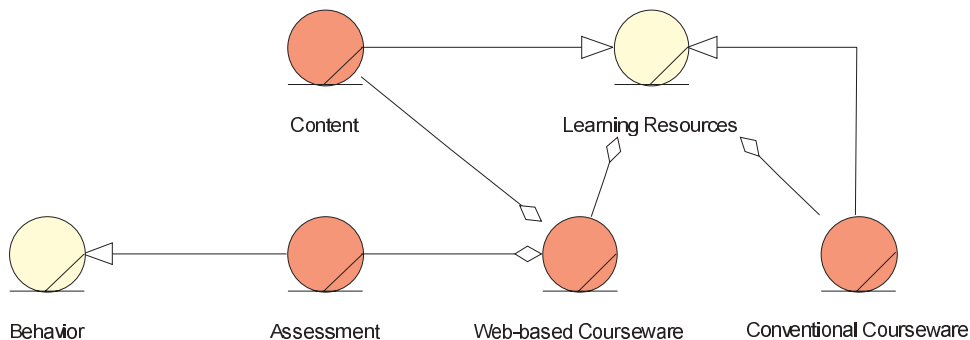 Content
Learning Resources
Behavior
Assessment
Web-based Courseware
Conventional Courseware